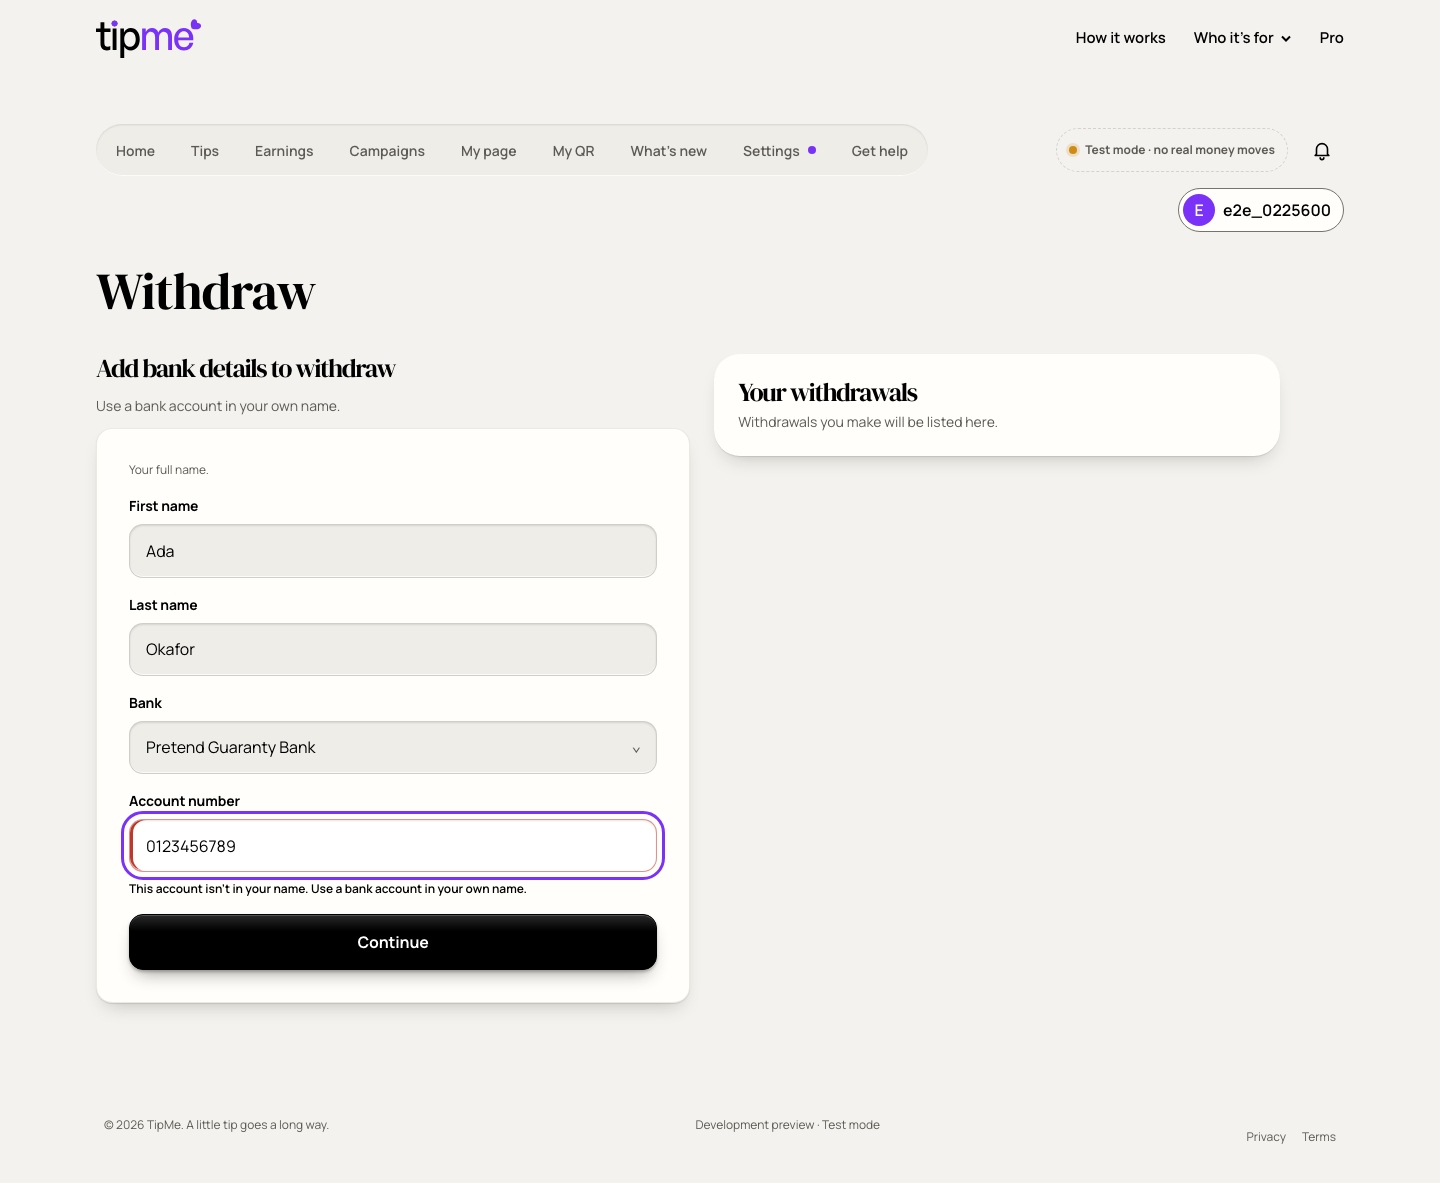 tipme
How it works
Who it's for
Pro
Home
Tips
Earnings
Campaigns
My page
My QR
What's new
Settings
Get help
Test mode · no real money moves
E
e2e_0225600
Withdraw
Add bank details to withdraw
Use a bank account in your own name.
Your full name.
First name
Ada
Last name
Okafor
Bank
Pretend Guaranty Bank
Account number
0123456789
This account isn't in your name. Use a bank account in your own name.
Continue
Your withdrawals
Withdrawals you make will be listed here.
© 2026 TipMe. A little tip goes a long way.
Development preview · Test mode
Privacy
Terms